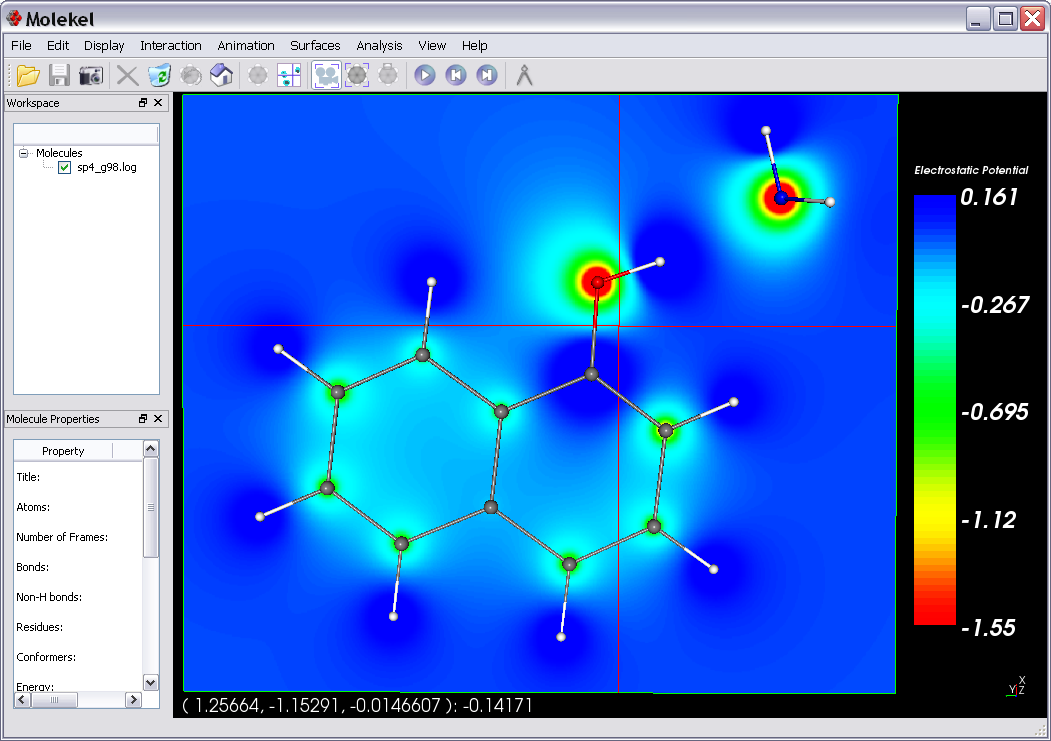 Molekel
File Edit Display Interaction Animation Surfaces Analysis View Help
Workspace
Molecules
sp4_g98.log
Molecule Properties
Property
Title:
Atoms:
Number of Frames:
Bonds:
Non-H bonds:
Residues:
Conformers:
Energy:
Electrostatic Potential
0.161
-0.267
-0.695
-1.12
-1.55
X
Y Z
( 1.25664, -1.15291, -0.0146607 ): -0.14171